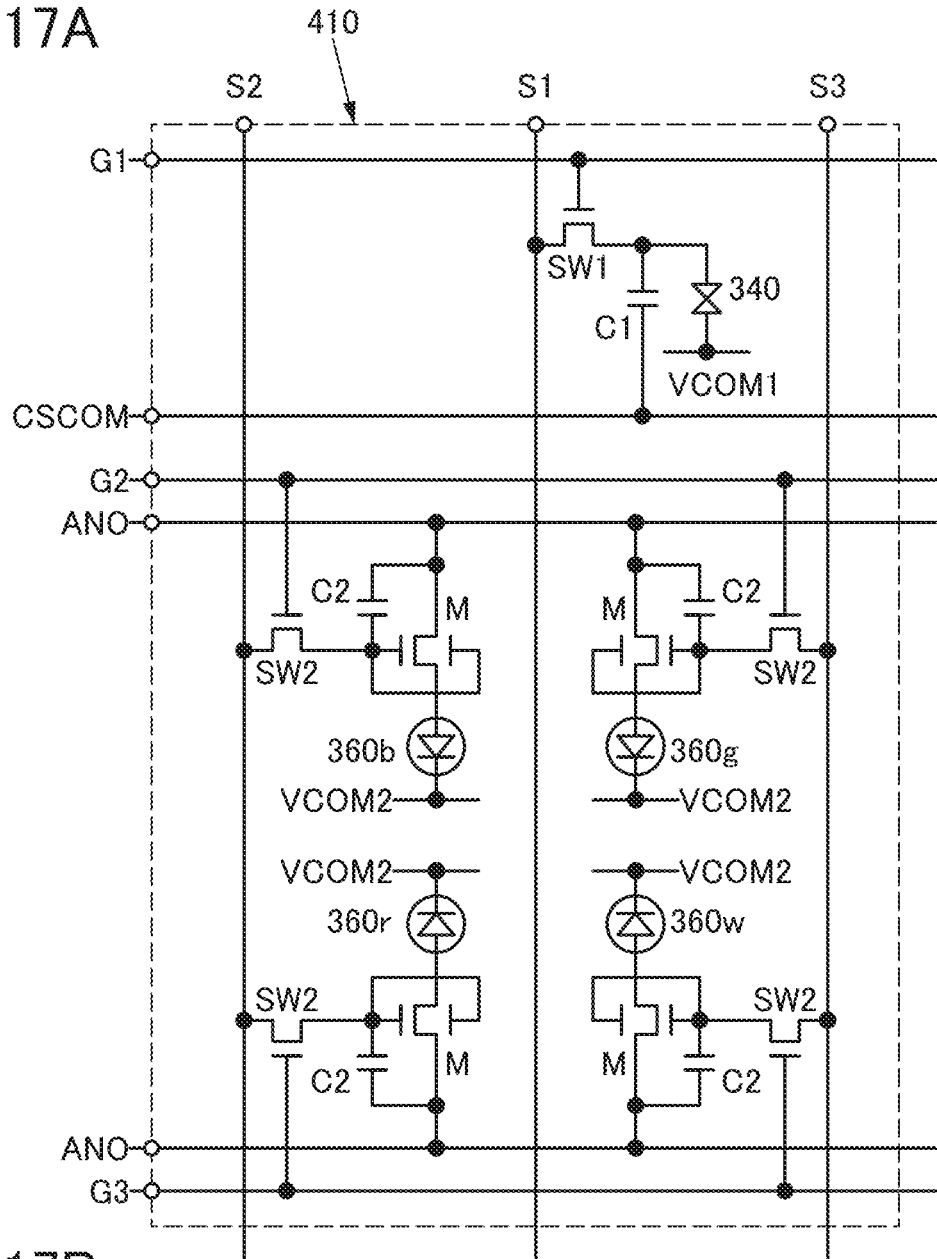 17A
410
S2 S1 S3
G1
SW1
340
C1
VCOM1
CSCOM
G2
ANO
C2 M M C2
SW2 SW2
360b 360g
VCOM2 VCOM2
VCOM2 VCOM2
360r 360w
SW2 SW2
C2 M M C2
ANO
G3